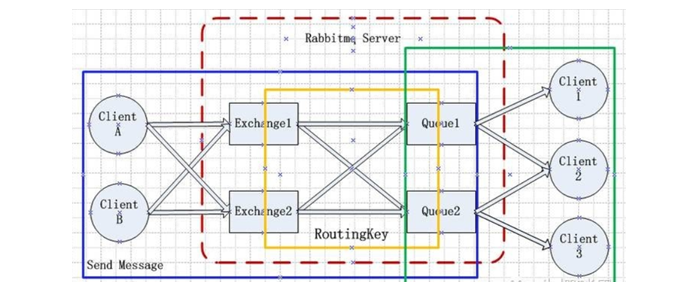 Rabbitmq Server
Client
A
Exchange1
Queue1
Client
1
Client
2
Client
B
Exchange2
Queue2
RoutingKey
Client
3
Send Message